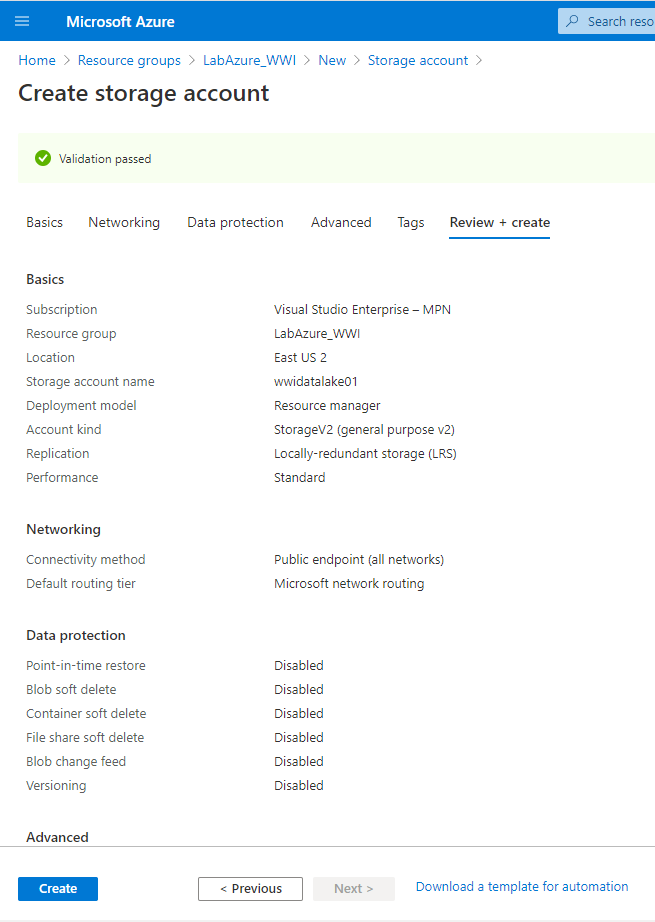 Microsoft Azure
Search reso
Home > Resource groups > LabAzure_WWI > New > Storage account >
Create storage account
Validation passed
Basics Networking Data protection Advanced Tags Review + create
Basics
Subscription Visual Studio Enterprise – MPN
Resource group LabAzure_WWI
Location East US 2
Storage account name wwidatalake01
Deployment model Resource manager
Account kind StorageV2 (general purpose v2)
Replication Locally-redundant storage (LRS)
Performance Standard
Networking
Connectivity method Public endpoint (all networks)
Default routing tier Microsoft network routing
Data protection
Point-in-time restore Disabled
Blob soft delete Disabled
Container soft delete Disabled
File share soft delete Disabled
Blob change feed Disabled
Versioning Disabled
Advanced
Create < Previous Next > Download a template for automation